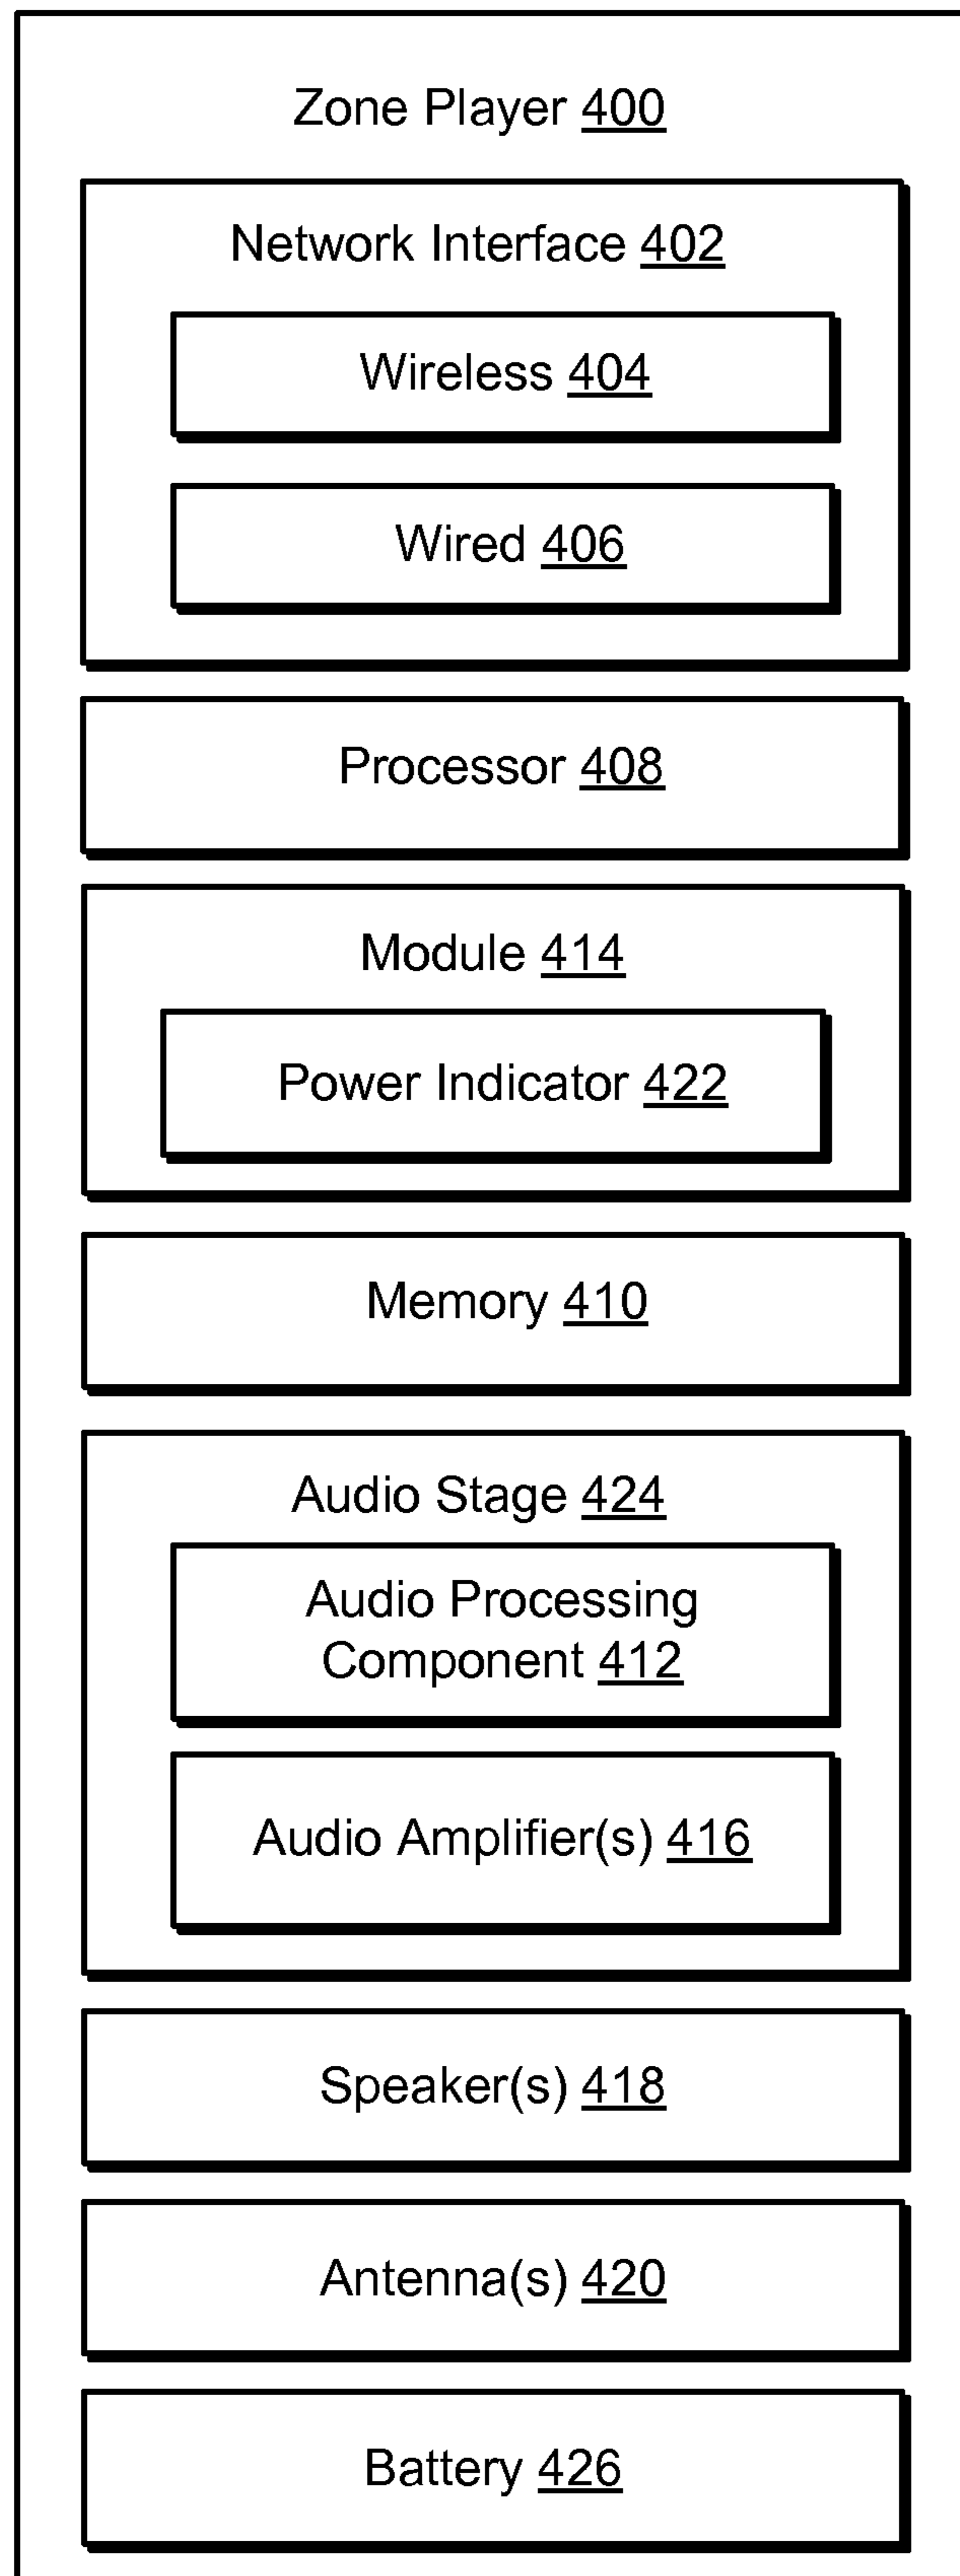 Zone Player 400
Network Interface 402
Wireless 404
Wired 406
Processor 408
Module 414
Power Indicator 422
Memory 410
Audio Stage 424
Audio Processing
Component 412
Audio Amplifier(s) 416
Speaker(s) 418
Antenna(s) 420
Battery 426